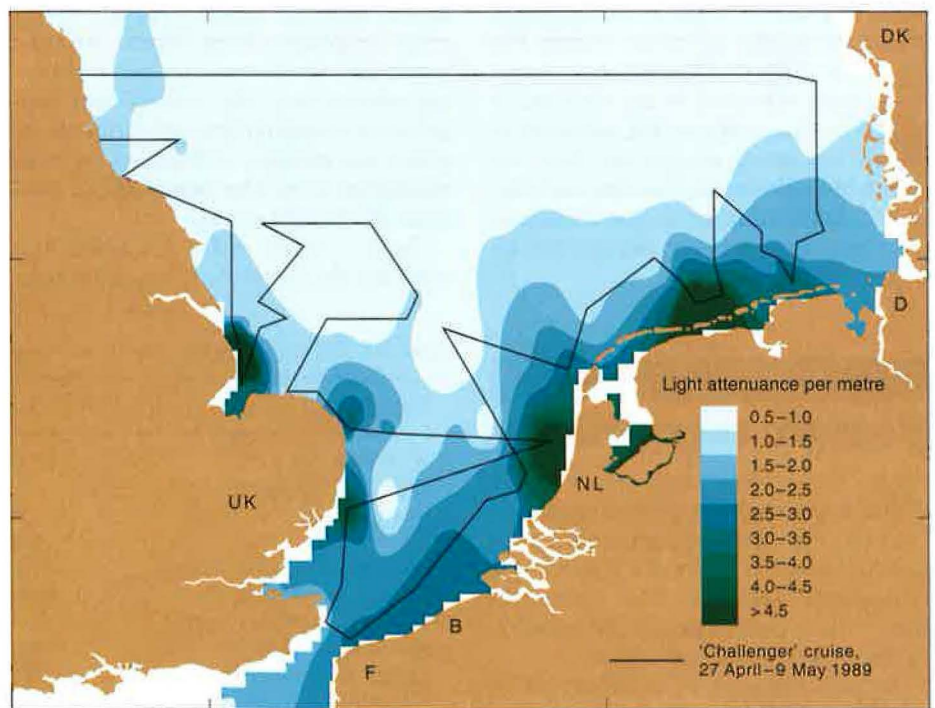 DK
D
Light attenuance per metre
0.5–1.0
1.0–1.5
1.5–2.0
2.0–2.5
2.5–3.0
3.0–3.5
3.5–4.0
4.0–4.5
>4.5
NL
UK
B
F
'Challenger' cruise,
27 April–9 May 1989